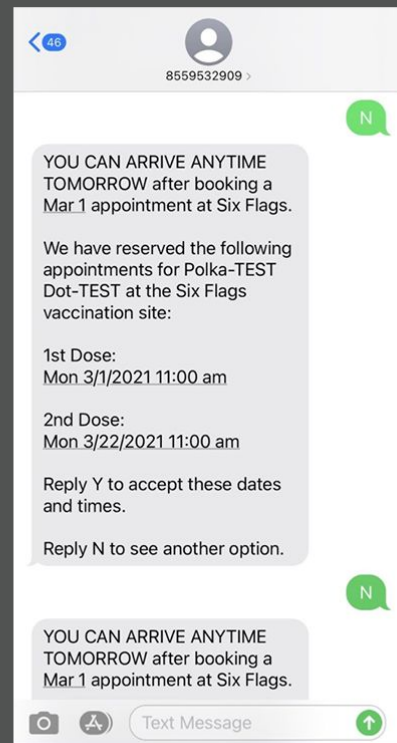 46
8559532909 >
N
YOU CAN ARRIVE ANYTIME
TOMORROW after booking a
Mar 1 appointment at Six Flags.
We have reserved the following
appointments for Polka-TEST
Dot-TEST at the Six Flags
vaccination site:
1st Dose:
Mon 3/1/2021 11:00 am
2nd Dose:
Mon 3/22/2021 11:00 am
Reply Y to accept these dates
and times.
Reply N to see another option.
N
YOU CAN ARRIVE ANYTIME
TOMORROW after booking a
Mar 1 appointment at Six Flags.
Text Message